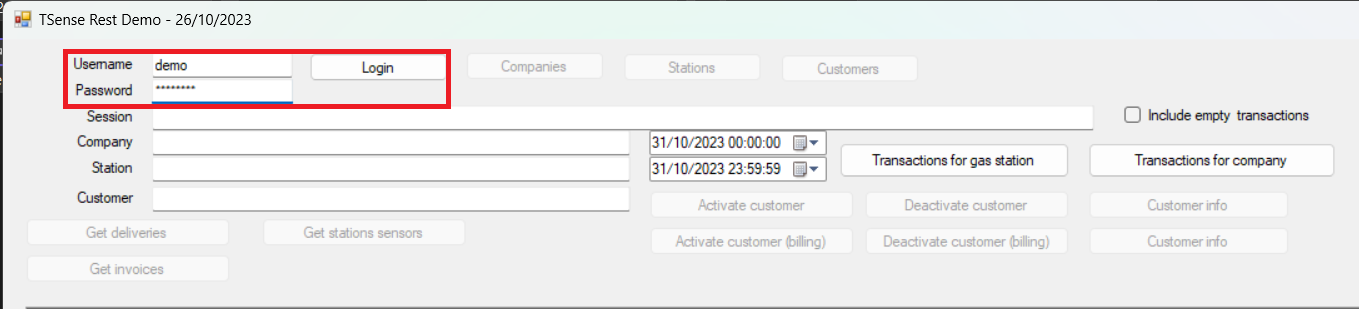 TSense Rest Demo - 26/10/2023
Username demo Login Companies Stations Customers
Password ********
Session Include empty transactions
Company 31/10/2023 00:00:00
Station 31/10/2023 23:59:59 Transactions for gas station Transactions for company
Customer Activate customer Deactivate customer Customer info
Get deliveries Get stations sensors Activate customer (billing) Deactivate customer (billing) Customer info
Get invoices